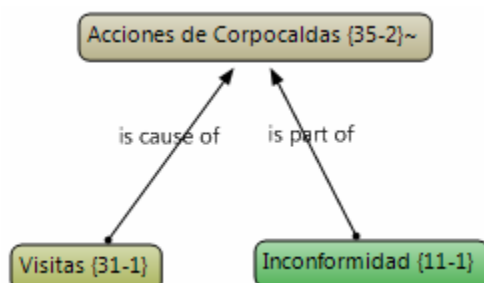 Acciones de Corpocaldas {35-2}~
is cause of
is part of
Visitas {31-1}
Inconformidad {11-1}